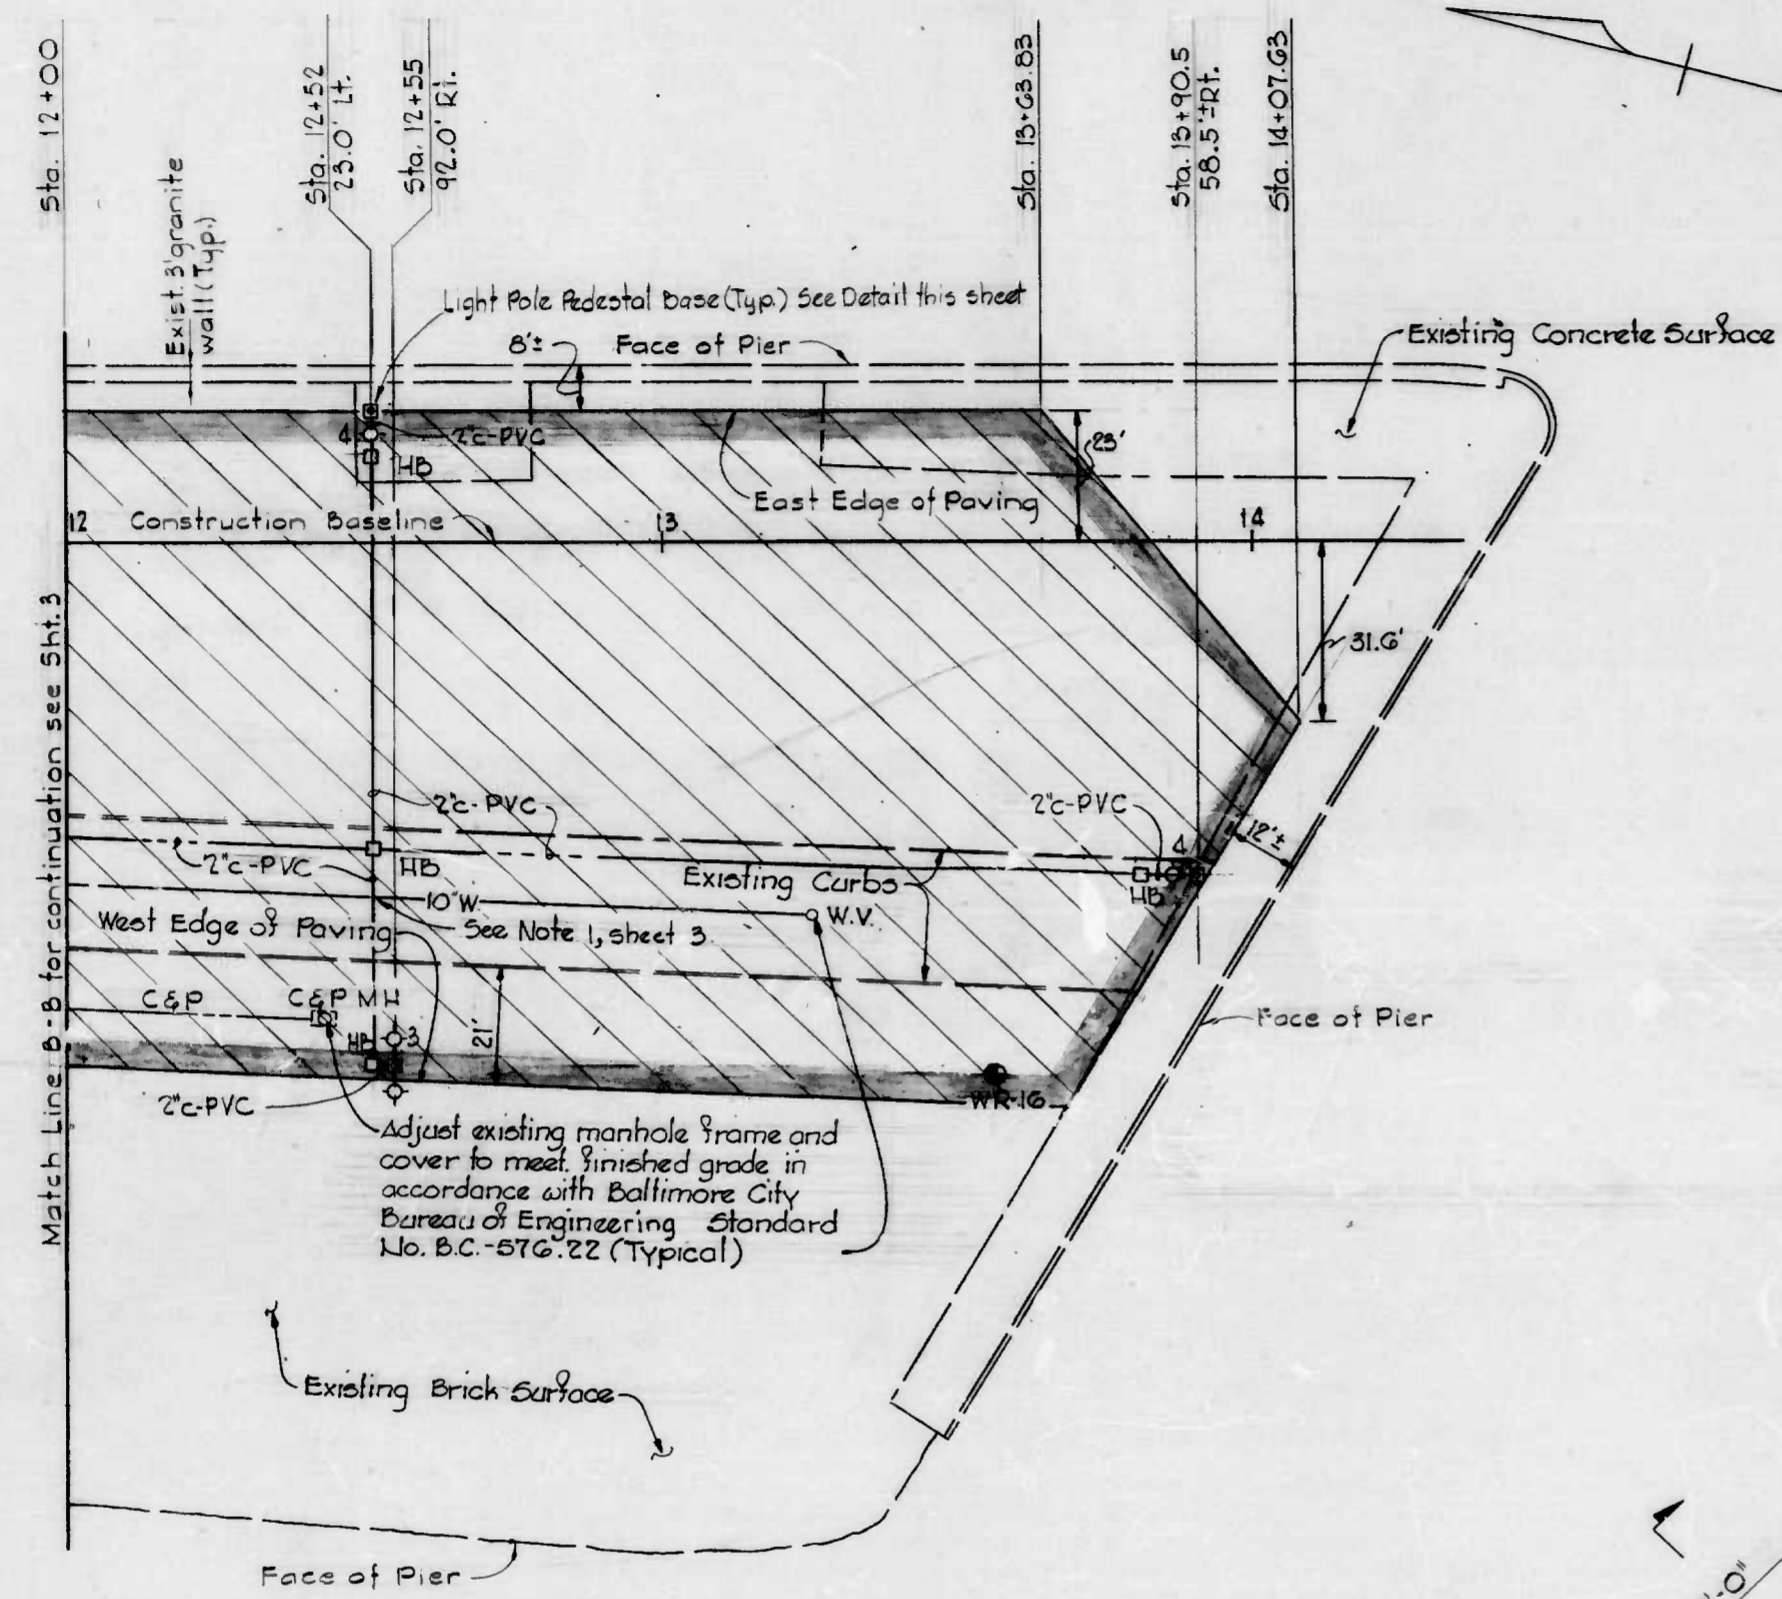 Sta. 12+00
Sta. 12+52
23.0' Lt.
Sta. 12+55
92.0' Rt.
Sta. 13+63.83
Sta. 13+90.5
58.5'± Rt.
Sta. 14+07.63
Exist. 3' granite
wall (Typ.)
Light Pole Pedestal Base (Typ.) See Detail this sheet
8'±
Face of Pier
Existing Concrete Surface
4
2"c-PVC
HB
23'
East Edge of Paving
12
Construction Baseline
13
14
31.6'
Match Line B-B for continuation see Sht. 3
2"c-PVC
2"c-PVC
4
12'±
2"c-PVC
HB
Existing Curbs
HB
10"W
W.V.
West Edge of Paving
See Note 1, sheet 3
C&P
C&P MH
HB
3
21'
Face of Pier
2"c-PVC
WR-16
Adjust existing manhole frame and
cover to meet. finished grade in
accordance with Baltimore City
Bureau of Engineering Standard
No. B.C.-576.22 (Typical)
Existing Brick Surface
Face of Pier